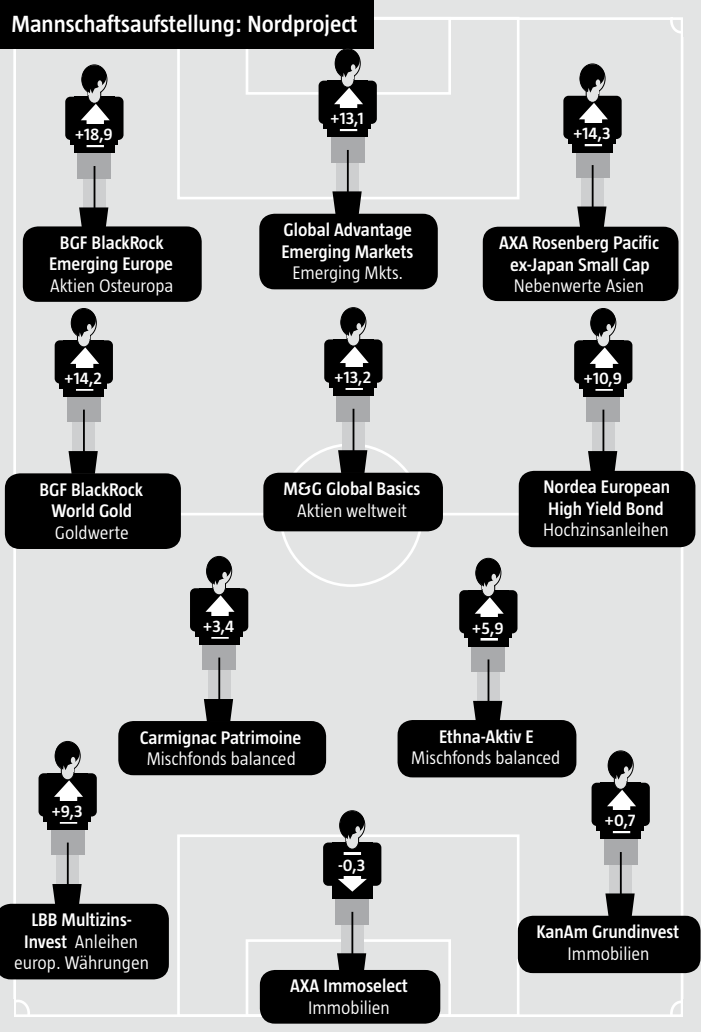 Mannschaftsaufstellung: Nordproject
+18,9
BGF BlackRock
Emerging Europe
Aktien Osteuropa
+13,1
Global Advantage
Emerging Markets
Emerging Mkts.
+14,3
AXA Rosenberg Pacific
ex-Japan Small Cap
Nebenwerte Asien
+14,2
BGF BlackRock
World Gold
Goldwerte
+13,2
M&G Global Basics
Aktien weltweit
+10,9
Nordea European
High Yield Bond
Hochzinsanleihen
+3,4
Carmignac Patrimoine
Mischfonds balanced
+5,9
Ethna-Aktiv E
Mischfonds balanced
+9,3
LBB Multizins-
Invest Anleihen
europ. Währungen
-0,3
AXA Immoselect
Immobilien
+0,7
KanAm Grundinvest
Immobilien